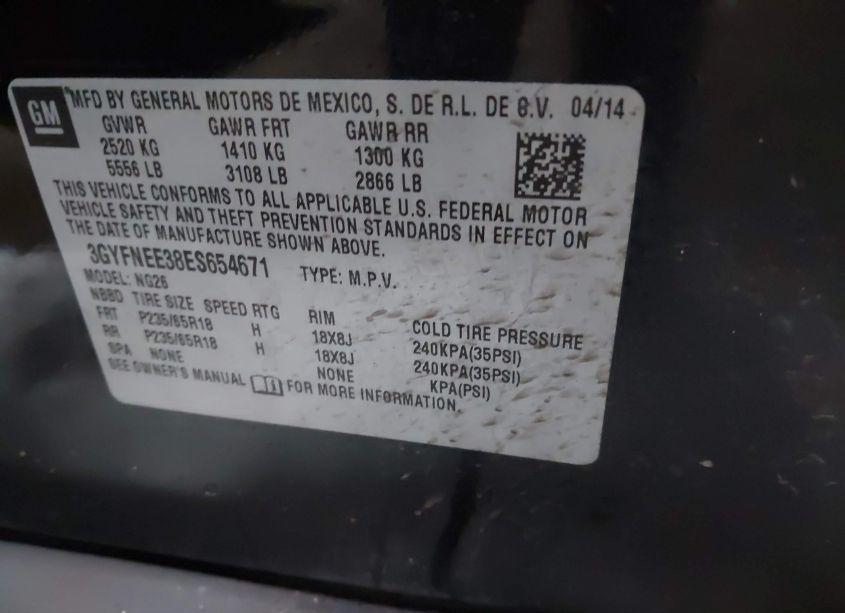 GM
MFD BY GENERAL MOTORS DE MEXICO, S. DE R.L. DE C.V. 04/14
GVWR GAWR FRT GAWR RR
2520 KG 1410 KG 1300 KG
5556 LB 3108 LB 2866 LB
THIS VEHICLE CONFORMS TO ALL APPLICABLE U.S. FEDERAL MOTOR
VEHICLE SAFETY AND THEFT PREVENTION STANDARDS IN EFFECT ON
THE DATE OF MANUFACTURE SHOWN ABOVE.
3GYFNEE38ES654671 TYPE: M.P.V.
MODEL: NG26
NBBD TIRE SIZE SPEED RTG RIM COLD TIRE PRESSURE
FRT P235/65R18 H 18X8J 240KPA(35PSI)
RR P235/65R18 H 18X8J 240KPA(35PSI)
SPA NONE NONE KPA(PSI)
SEE OWNER'S MANUAL FOR MORE INFORMATION.